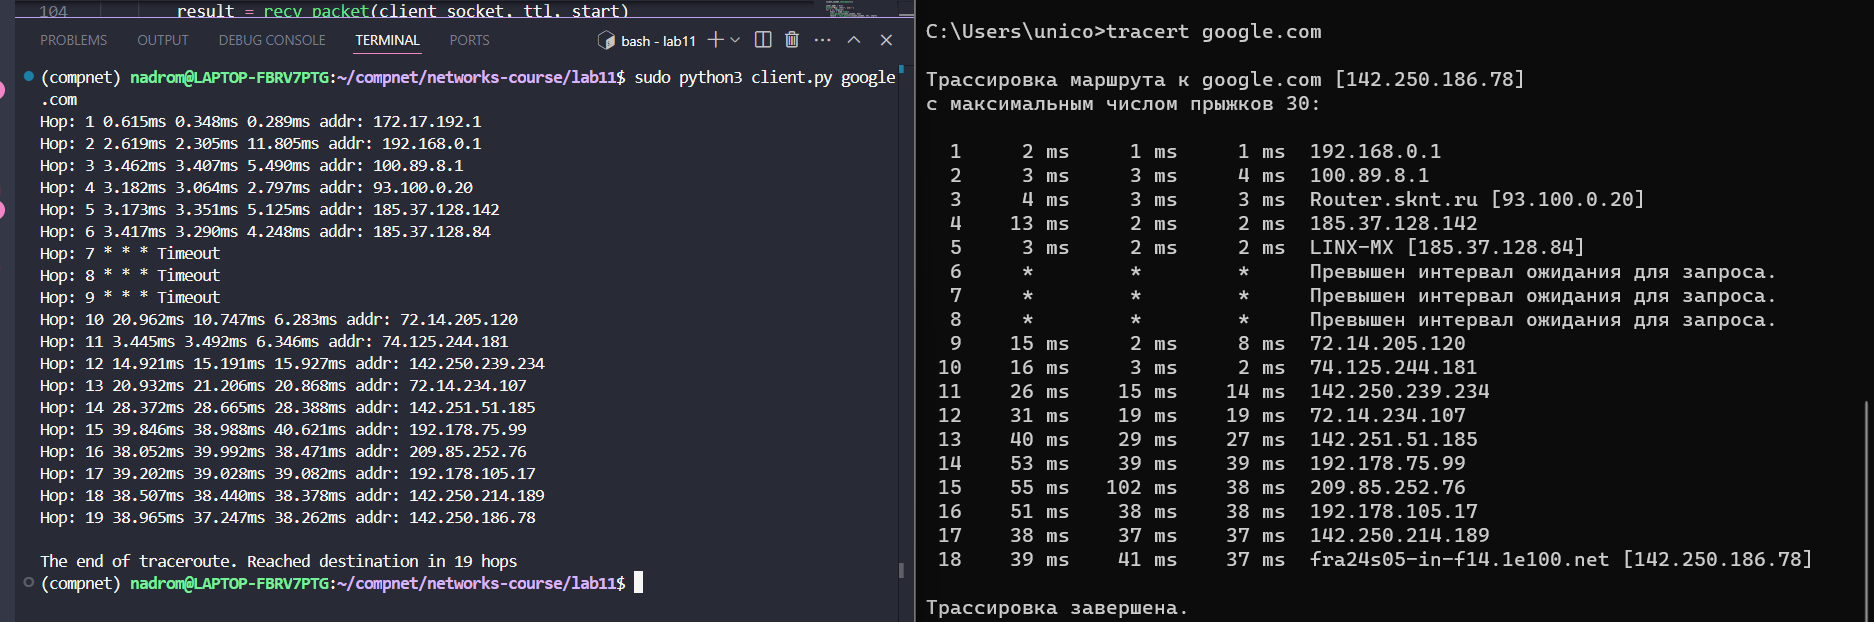 104 result = recv_packet(client_socket, ttl, start)
PROBLEMS OUTPUT DEBUG CONSOLE TERMINAL PORTS bash - lab11
(compnet) nadrom@LAPTOP-FBRV7PTG:~/compnet/networks-course/lab11$ sudo python3 client.py google
.com
Hop: 1 0.615ms 0.348ms 0.289ms addr: 172.17.192.1
Hop: 2 2.619ms 2.305ms 11.805ms addr: 192.168.0.1
Hop: 3 3.462ms 3.407ms 5.490ms addr: 100.89.8.1
Hop: 4 3.182ms 3.064ms 2.797ms addr: 93.100.0.20
Hop: 5 3.173ms 3.351ms 5.125ms addr: 185.37.128.142
Hop: 6 3.417ms 3.290ms 4.248ms addr: 185.37.128.84
Hop: 7 * * * Timeout
Hop: 8 * * * Timeout
Hop: 9 * * * Timeout
Hop: 10 20.962ms 10.747ms 6.283ms addr: 72.14.205.120
Hop: 11 3.445ms 3.492ms 6.346ms addr: 74.125.244.181
Hop: 12 14.921ms 15.191ms 15.927ms addr: 142.250.239.234
Hop: 13 20.932ms 21.206ms 20.868ms addr: 72.14.234.107
Hop: 14 28.372ms 28.665ms 28.388ms addr: 142.251.51.185
Hop: 15 39.846ms 38.988ms 40.621ms addr: 192.178.75.99
Hop: 16 38.052ms 39.992ms 38.471ms addr: 209.85.252.76
Hop: 17 39.202ms 39.028ms 39.082ms addr: 192.178.105.17
Hop: 18 38.507ms 38.440ms 38.378ms addr: 142.250.214.189
Hop: 19 38.965ms 37.247ms 38.262ms addr: 142.250.186.78
The end of traceroute. Reached destination in 19 hops
(compnet) nadrom@LAPTOP-FBRV7PTG:~/compnet/networks-course/lab11$
C:\Users\unico>tracert google.com
Трассировка маршрута к google.com [142.250.186.78]
с максимальным числом прыжков 30:
1 2 ms 1 ms 1 ms 192.168.0.1
2 3 ms 3 ms 4 ms 100.89.8.1
3 4 ms 3 ms 3 ms Router.sknt.ru [93.100.0.20]
4 13 ms 2 ms 2 ms 185.37.128.142
5 3 ms 2 ms 2 ms LINX-MX [185.37.128.84]
6 * * * Превышен интервал ожидания для запроса.
7 * * * Превышен интервал ожидания для запроса.
8 * * * Превышен интервал ожидания для запроса.
9 15 ms 2 ms 8 ms 72.14.205.120
10 16 ms 3 ms 2 ms 74.125.244.181
11 26 ms 15 ms 14 ms 142.250.239.234
12 31 ms 19 ms 19 ms 72.14.234.107
13 40 ms 29 ms 27 ms 142.251.51.185
14 53 ms 39 ms 39 ms 192.178.75.99
15 55 ms 102 ms 38 ms 209.85.252.76
16 51 ms 38 ms 38 ms 192.178.105.17
17 38 ms 37 ms 37 ms 142.250.214.189
18 39 ms 41 ms 37 ms fra24s05-in-f14.1e100.net [142.250.186.78]
Трассировка завершена.